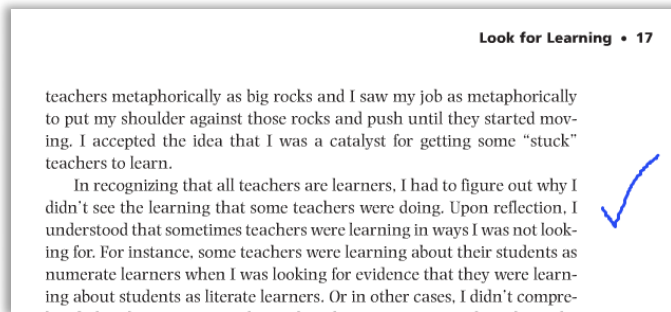 Look for Learning • 17
teachers metaphorically as big rocks and I saw my job as metaphorically
to put my shoulder against those rocks and push until they started mov-
ing. I accepted the idea that I was a catalyst for getting some “stuck”
teachers to learn.
In recognizing that all teachers are learners, I had to figure out why I
didn’t see the learning that some teachers were doing. Upon reflection, I
understood that sometimes teachers were learning in ways I was not look-
ing for. For instance, some teachers were learning about their students as
numerate learners when I was looking for evidence that they were learn-
ing about students as literate learners. Or in other cases, I didn’t compre-